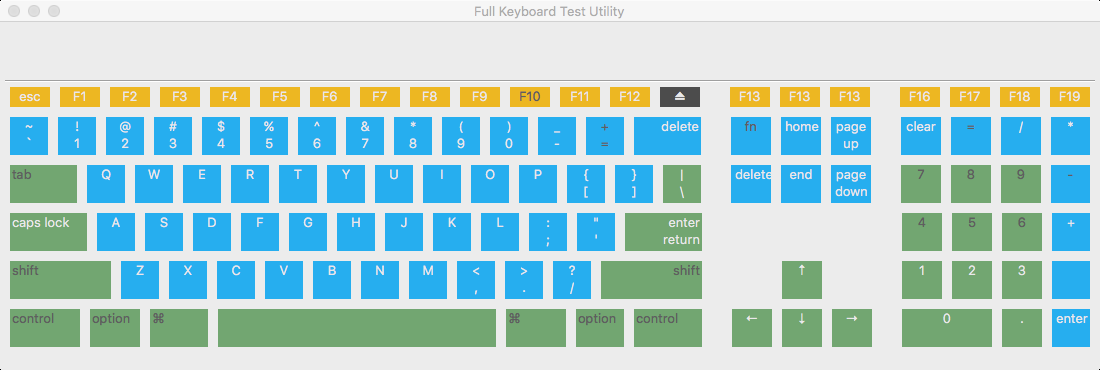 Full Keyboard Test Utility
esc F1 F2 F3 F4 F5 F6 F7 F8 F9 F10 F11 F12 ⏏ F13 F13 F13 F16 F17 F18 F19
~ ! @ # $ % ^ & * ( ) _ + delete fn home page clear = / *
` 1 2 3 4 5 6 7 8 9 0 - = up
tab Q W E R T Y U I O P { } | delete end page 7 8 9 -
[ ] \ down
caps lock A S D F G H J K L : " enter 4 5 6 +
; ' return
shift Z X C V B N M < > ? shift ↑ 1 2 3
, . /
control option ⌘ ⌘ option control ← ↓ → 0 . enter